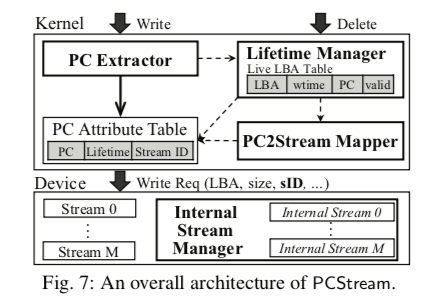 Kernel
Write
Delete
PC Extractor
Lifetime Manager
Live LBA Table
LBA wtime PC valid
PC Attribute Table
PC Lifetime Stream ID
PC2Stream Mapper
Device
Write Req (LBA, size, sID, ...)
Stream 0
⋮
Stream M
Internal
Stream
Manager
Internal Stream 0
⋮
Internal Stream M
Fig. 7: An overall architecture of PCStream.